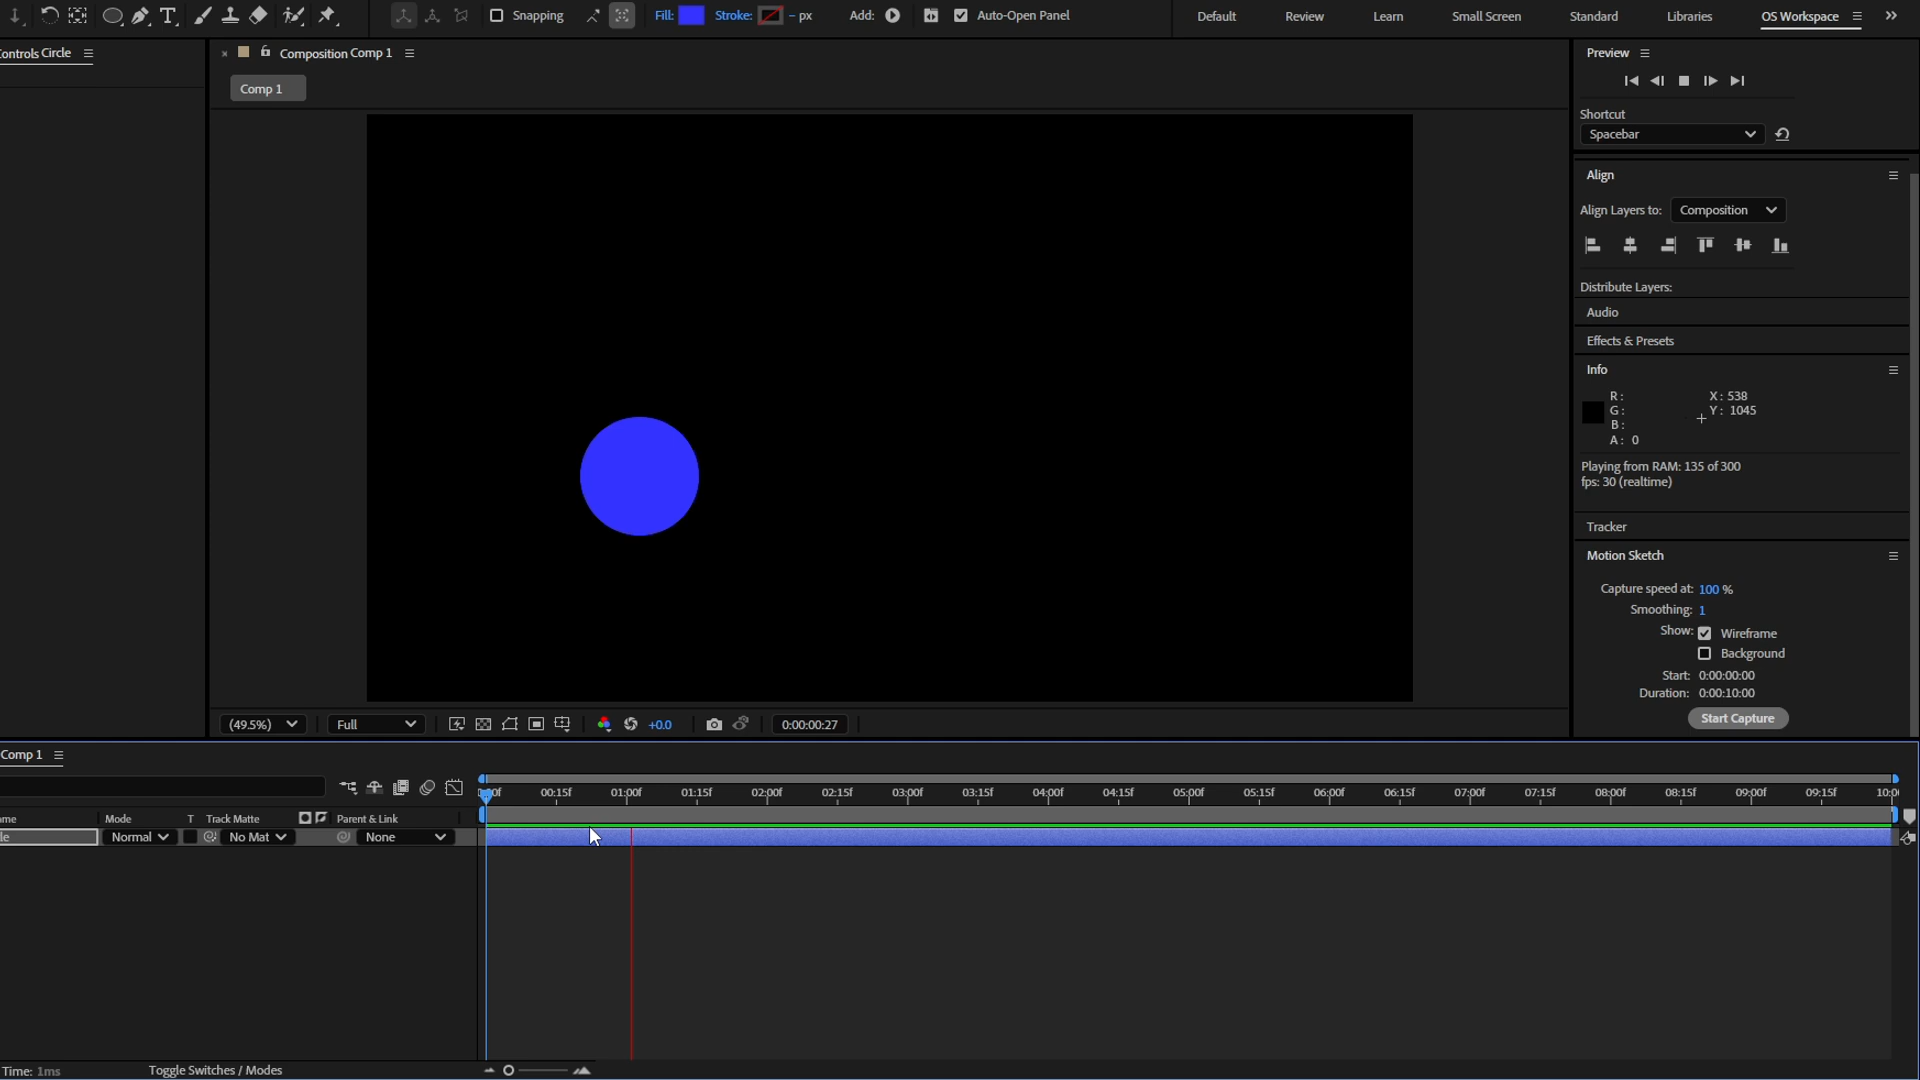 Snapping
Fill:
Stroke:
- px
Add:
Auto-Open Panel
Default
Review
Learn
Small Screen
Standard
Libraries
OS Workspace
ontrols Circle
Composition Comp 1
Comp 1
Preview
Shortcut
Spacebar
Align
Align Layers to:
Composition
Distribute Layers:
Audio
Effects & Presets
Info
R:
X: 538
G:
Y: 1045
B:
A: 0
Playing from RAM: 135 of 300
fps: 30 (realtime)
Tracker
Motion Sketch
Capture speed at: 100 %
Smoothing: 1
Show: Wireframe
Background
Start: 0:00:00:00
Duration: 0:00:10:00
Start Capture
(49.5%)
Full
+0.0
0:00:00:27
Comp 1
00:15f 01:00f 01:15f 02:00f 02:15f 03:00f 03:15f 04:00f 04:15f 05:00f 05:15f 06:00f 06:15f 07:00f 07:15f 08:00f 08:15f 09:00f 09:15f 10:0
ame
Mode
T
Track Matte
Parent & Link
le
Normal
No Mat
None
Time: 1ms
Toggle Switches / Modes